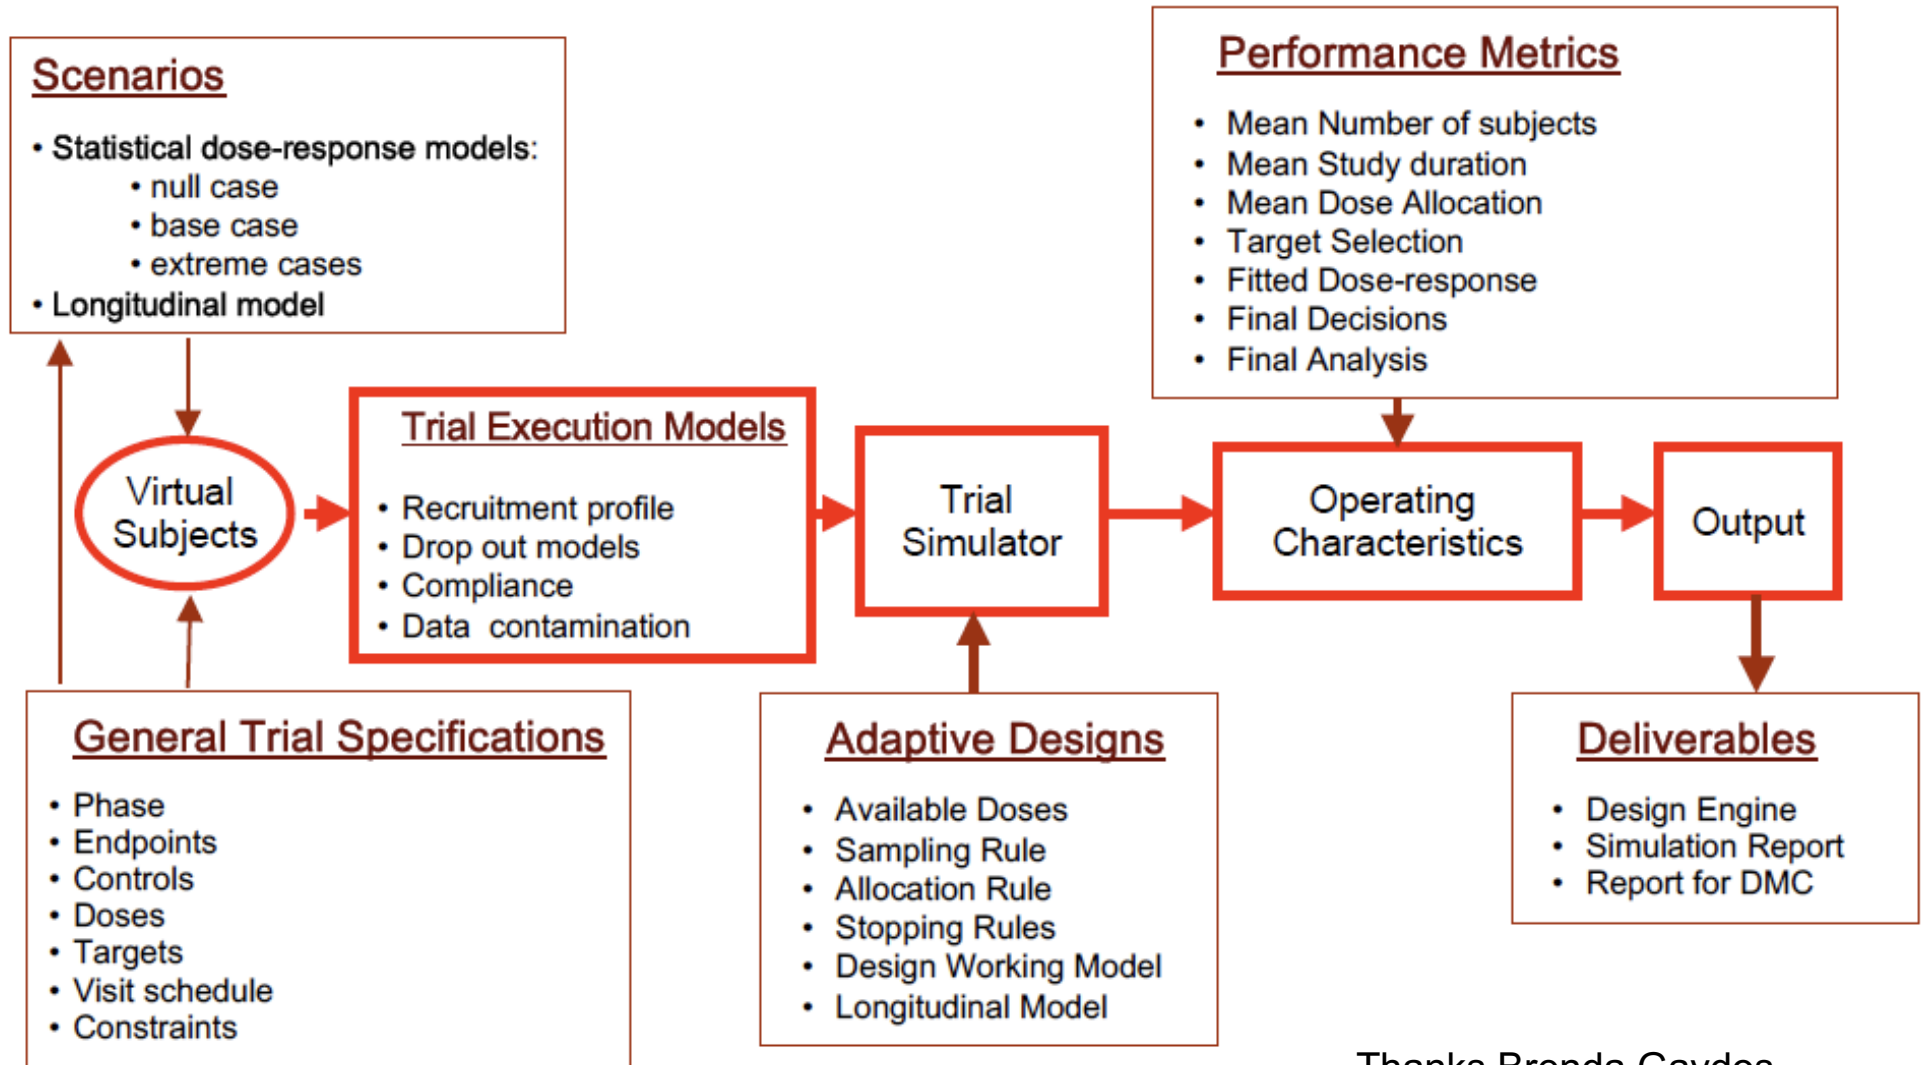 Scenarios
• Statistical dose-response models:
• null case
• base case
• extreme cases
• Longitudinal model
Performance Metrics
• Mean Number of subjects
• Mean Study duration
• Mean Dose Allocation
• Target Selection
• Fitted Dose-response
• Final Decisions
• Final Analysis
Virtual
Subjects
Trial Execution Models
• Recruitment profile
• Drop out models
• Compliance
• Data contamination
Trial
Simulator
Operating
Characteristics
Output
General Trial Specifications
• Phase
• Endpoints
• Controls
• Doses
• Targets
• Visit schedule
• Constraints
Adaptive Designs
• Available Doses
• Sampling Rule
• Allocation Rule
• Stopping Rules
• Design Working Model
• Longitudinal Model
Deliverables
• Design Engine
• Simulation Report
• Report for DMC
Thanks Brenda Gaydos